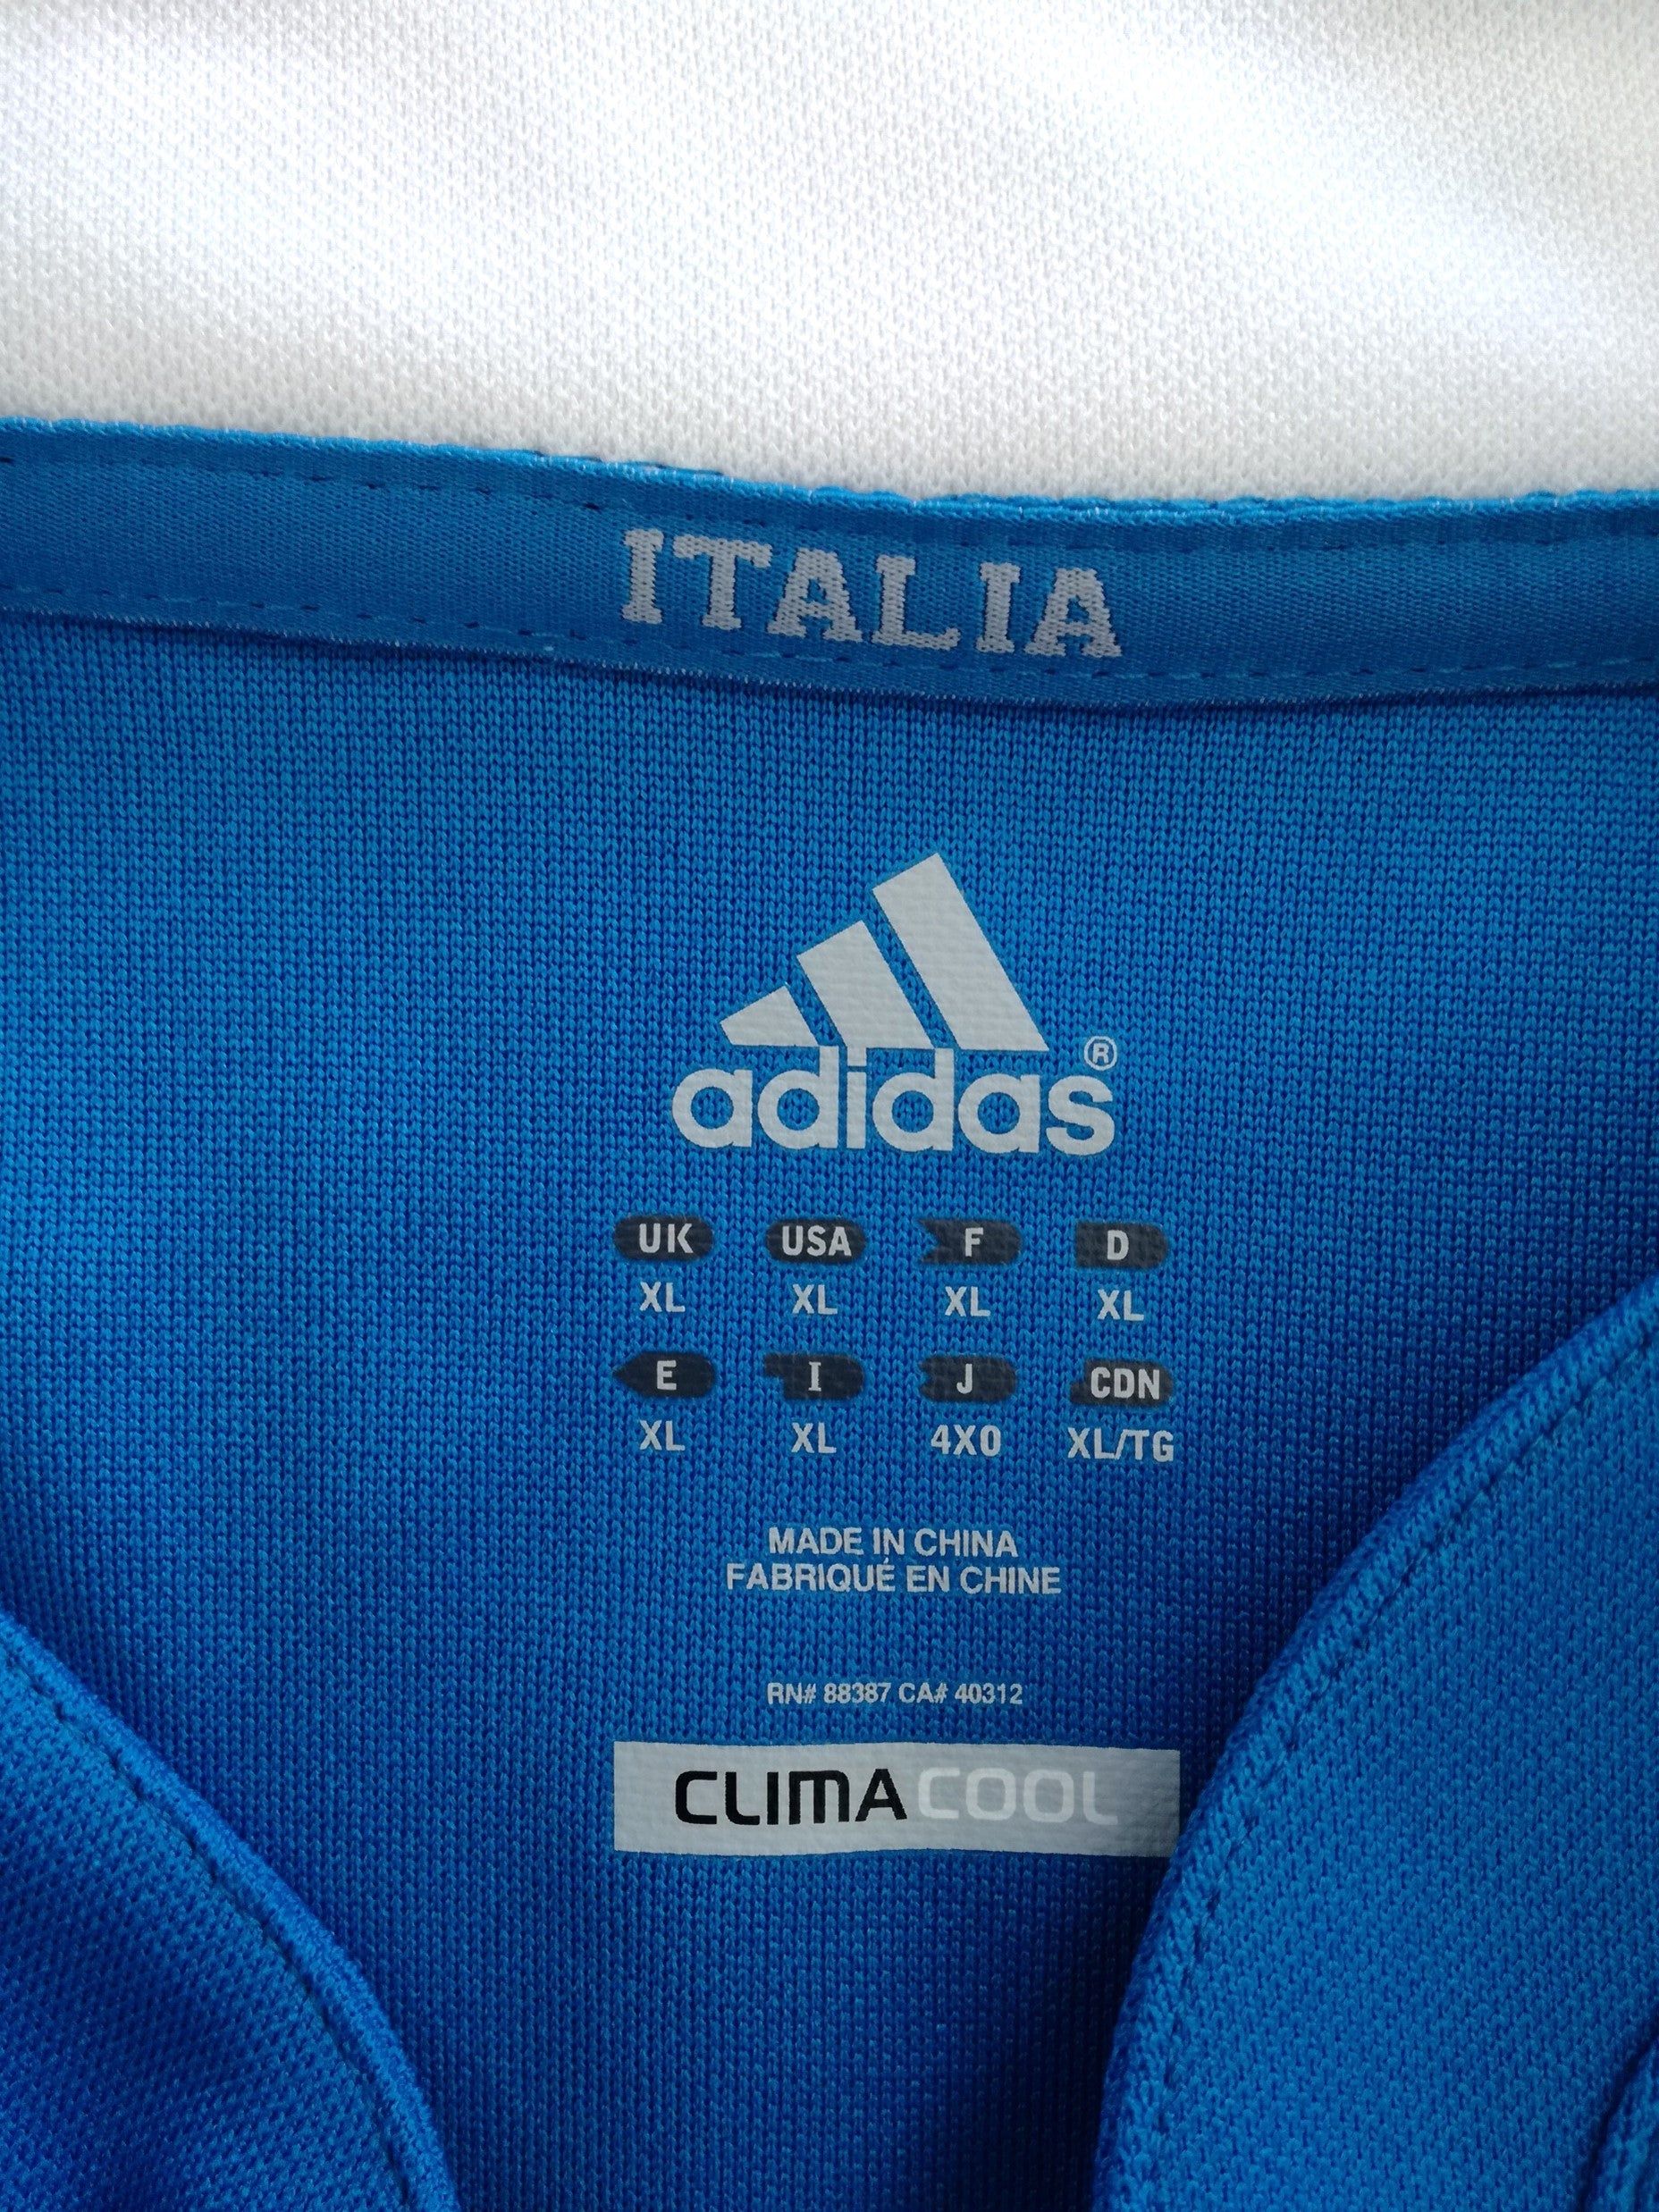 ITALIA
adidas®
UK USA F D
XL XL XL XL
E I J CDN
XL XL 4XO XL/TG
MADE IN CHINA
FABRIQUÉ EN CHINE
RN# 88387 CA# 40312
CLIMACOOL